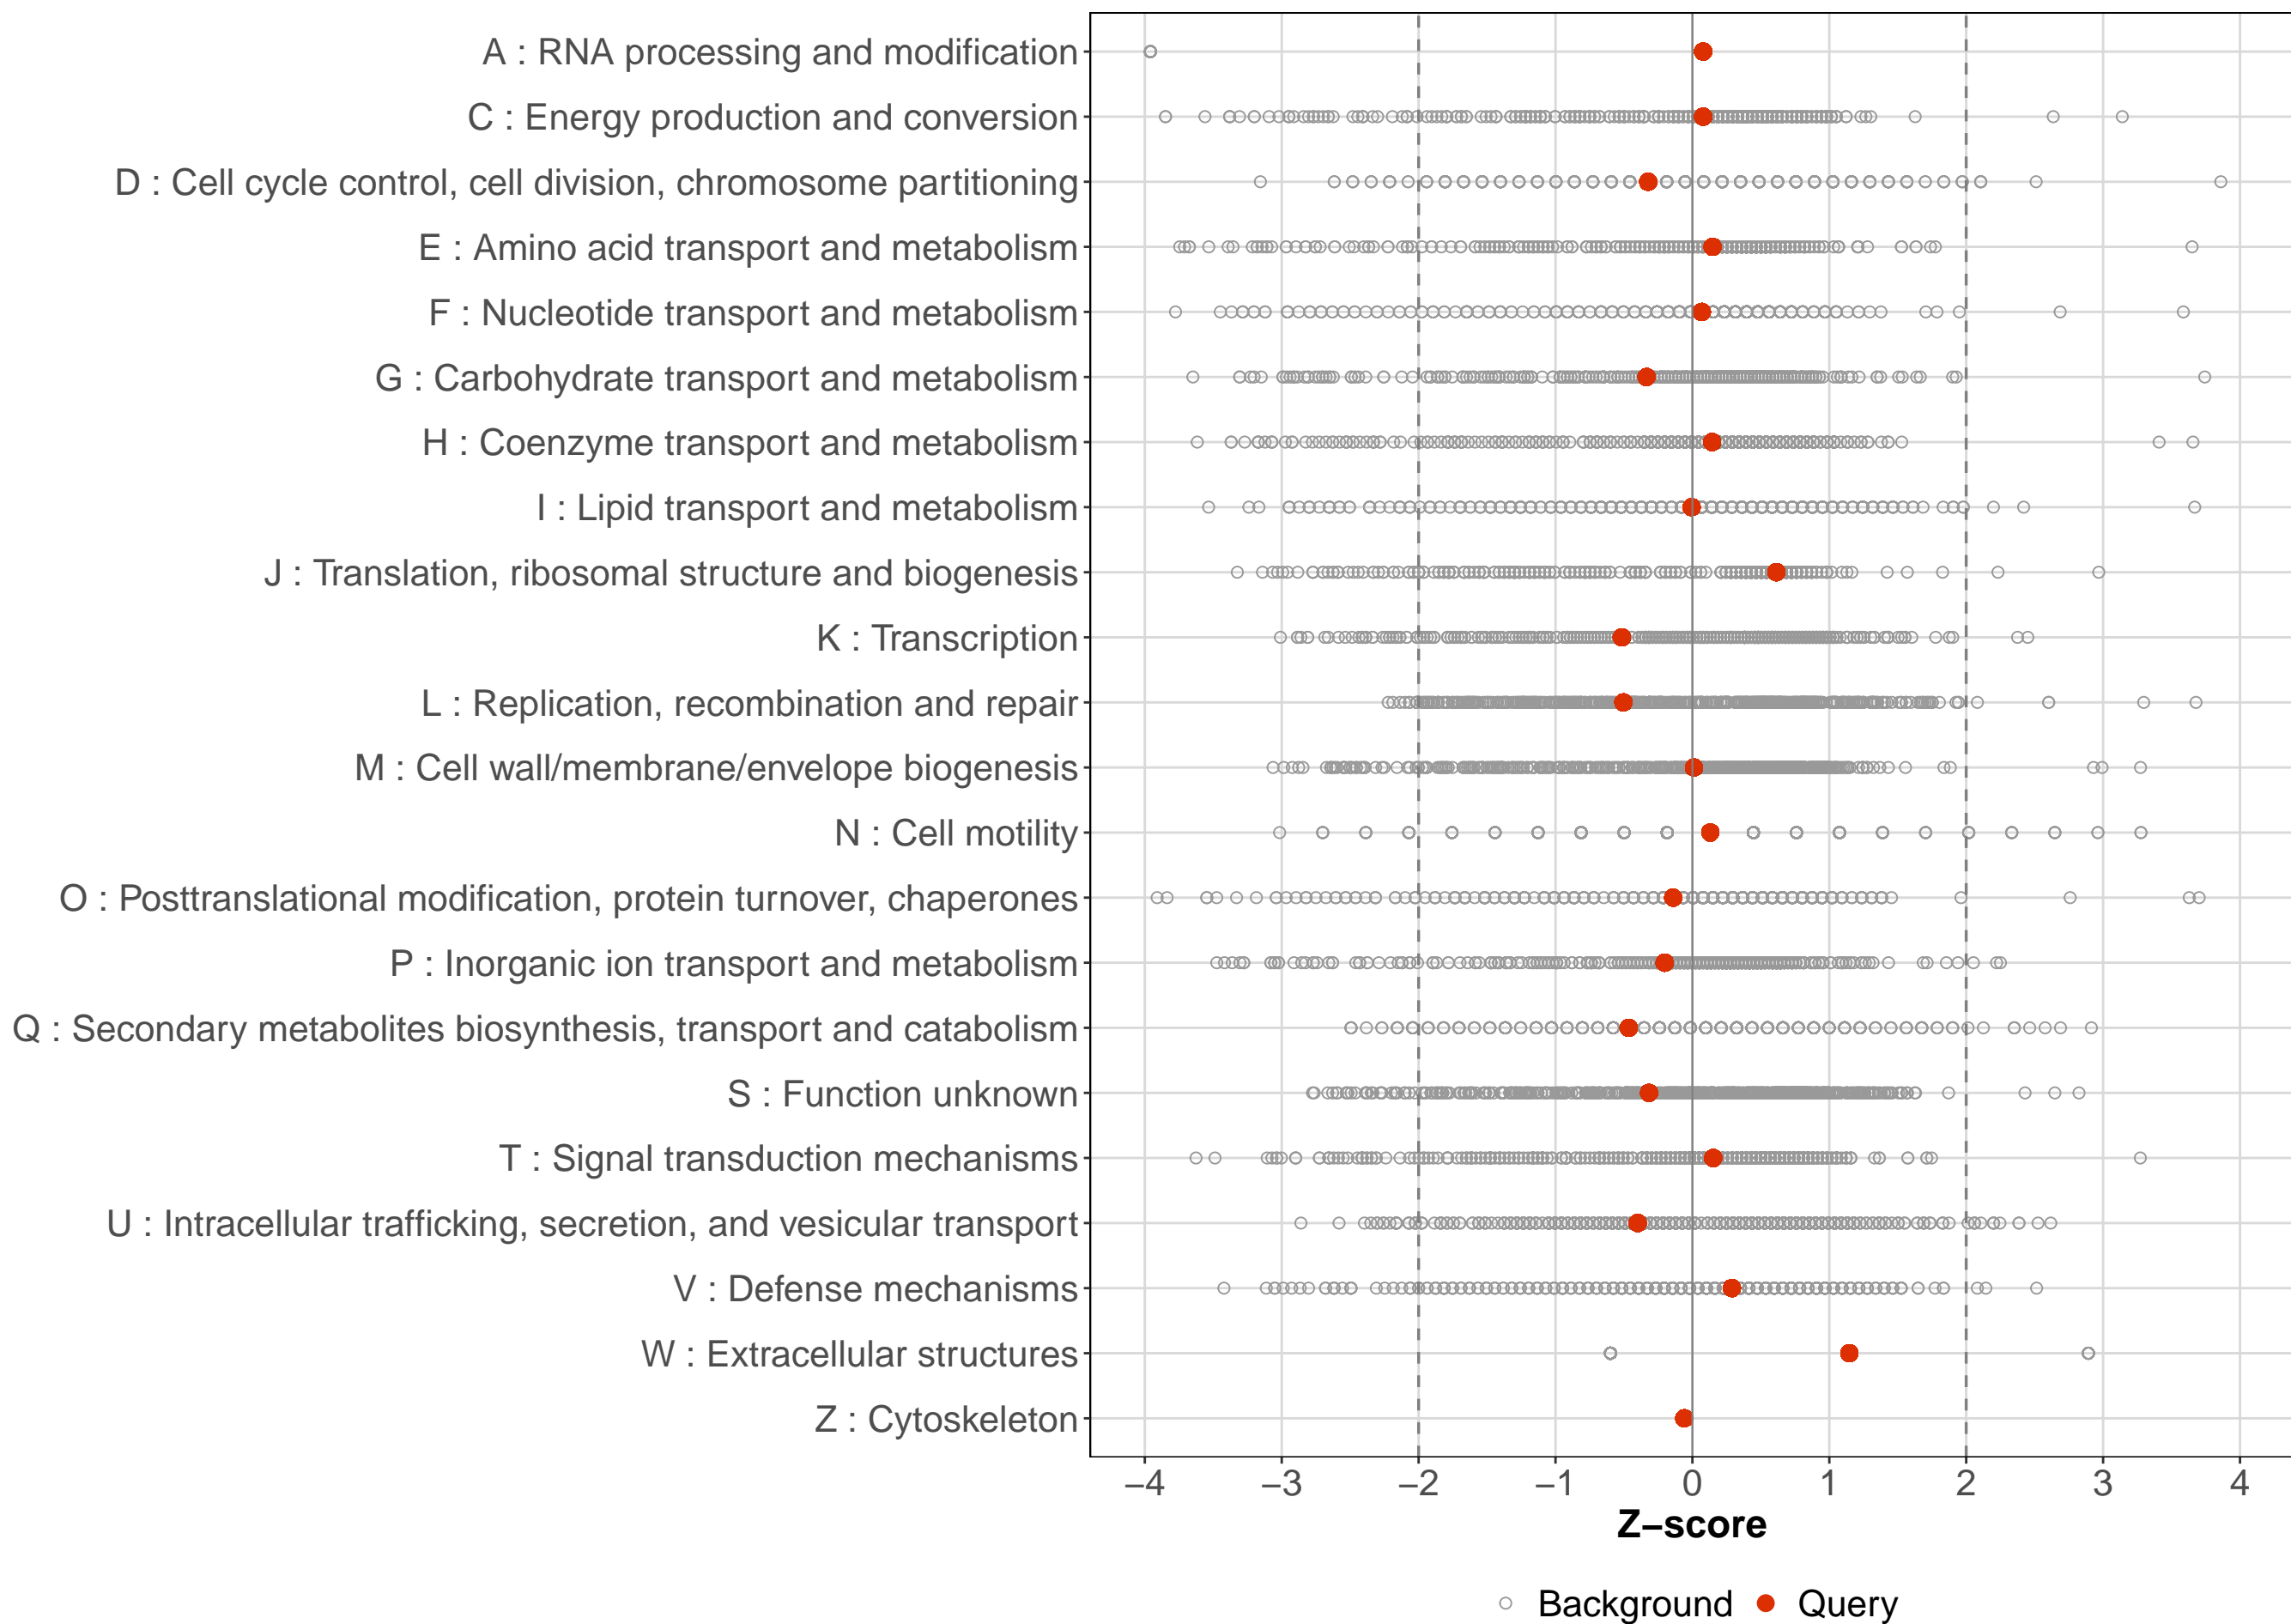 A : RNA processing and modification
C : Energy production and conversion
D : Cell cycle control, cell division, chromosome partitioning
E : Amino acid transport and metabolism
F : Nucleotide transport and metabolism
G : Carbohydrate transport and metabolism
H : Coenzyme transport and metabolism
I : Lipid transport and metabolism
J : Translation, ribosomal structure and biogenesis
K : Transcription
L : Replication, recombination and repair
M : Cell wall/membrane/envelope biogenesis
N : Cell motility
O : Posttranslational modification, protein turnover, chaperones
P : Inorganic ion transport and metabolism
Q : Secondary metabolites biosynthesis, transport and catabolism
S : Function unknown
T : Signal transduction mechanisms
U : Intracellular trafficking, secretion, and vesicular transport
V : Defense mechanisms
W : Extracellular structures
Z : Cytoskeleton
−4 −3 −2 −1 0 1 2 3 4
Z−score
Background Query